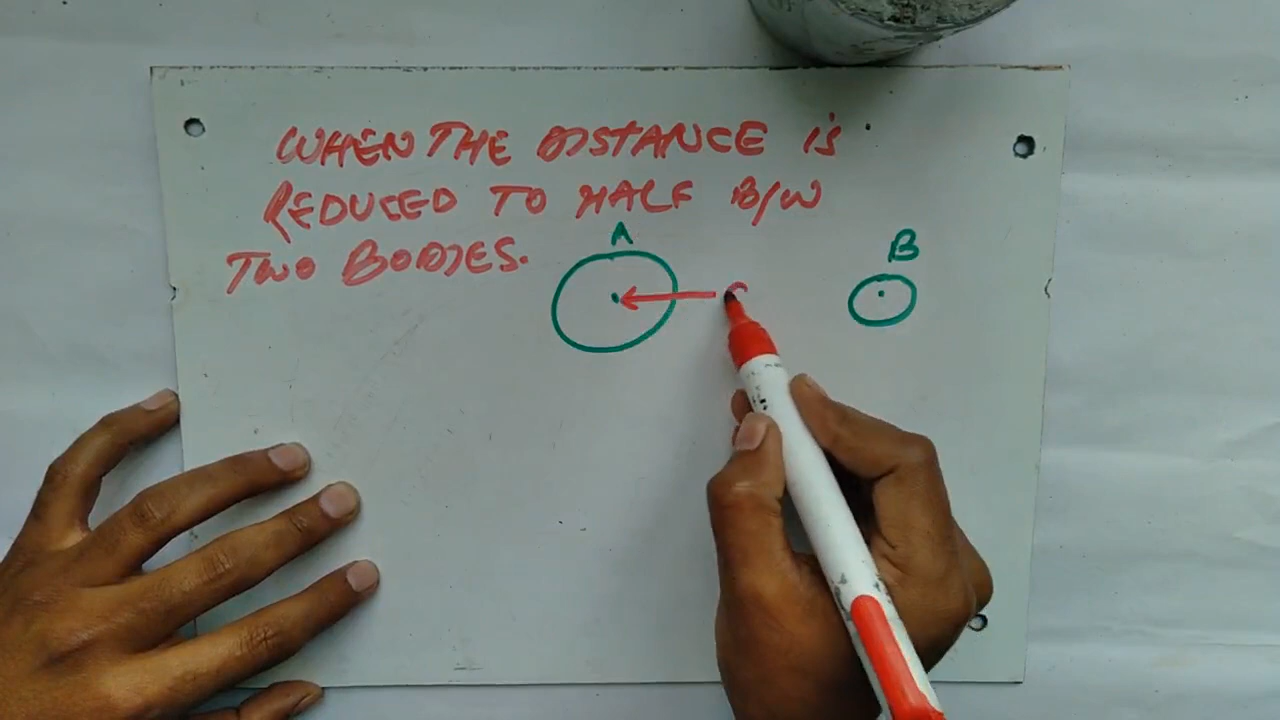 WHEN THE DISTANCE IS
REDUCED TO HALF B/W
TWO BODIES.
A
B